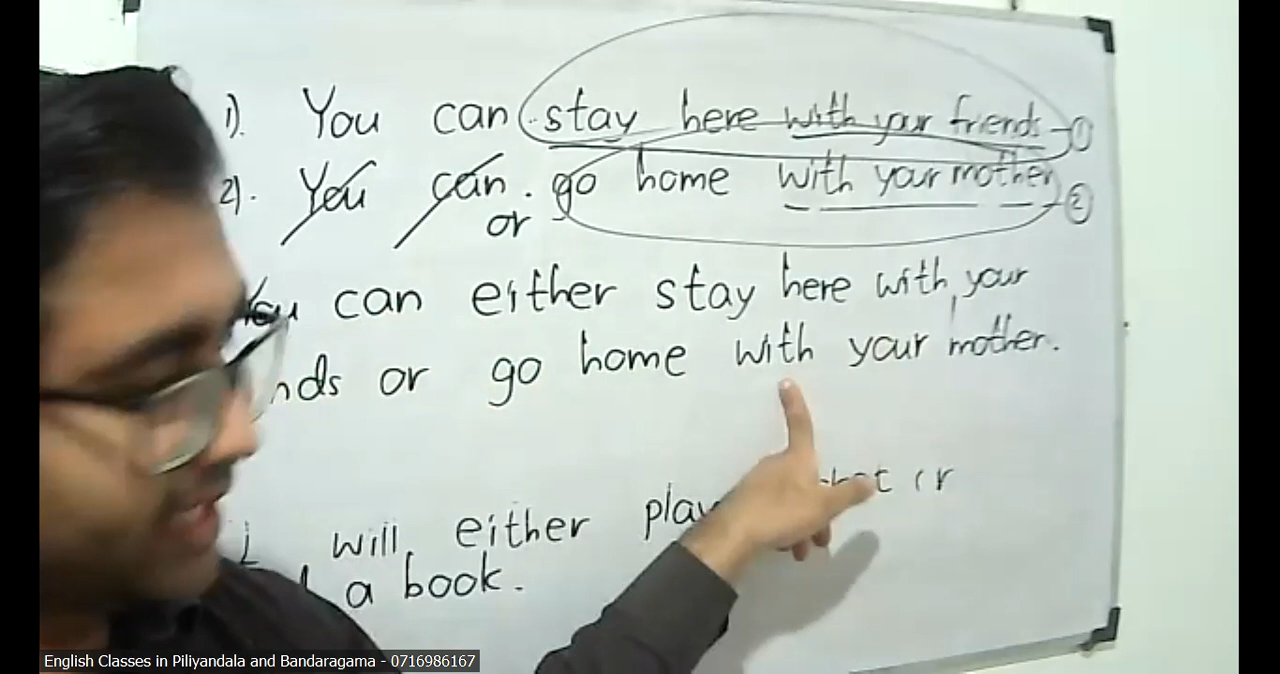 1). You can stay here with your friends ①
2). You can. go home with your mother ②
or
You can either stay here with your
or go home with your mother.
will either play
a book.
English Classes in Piliyandala and Bandaragama - 0716986167